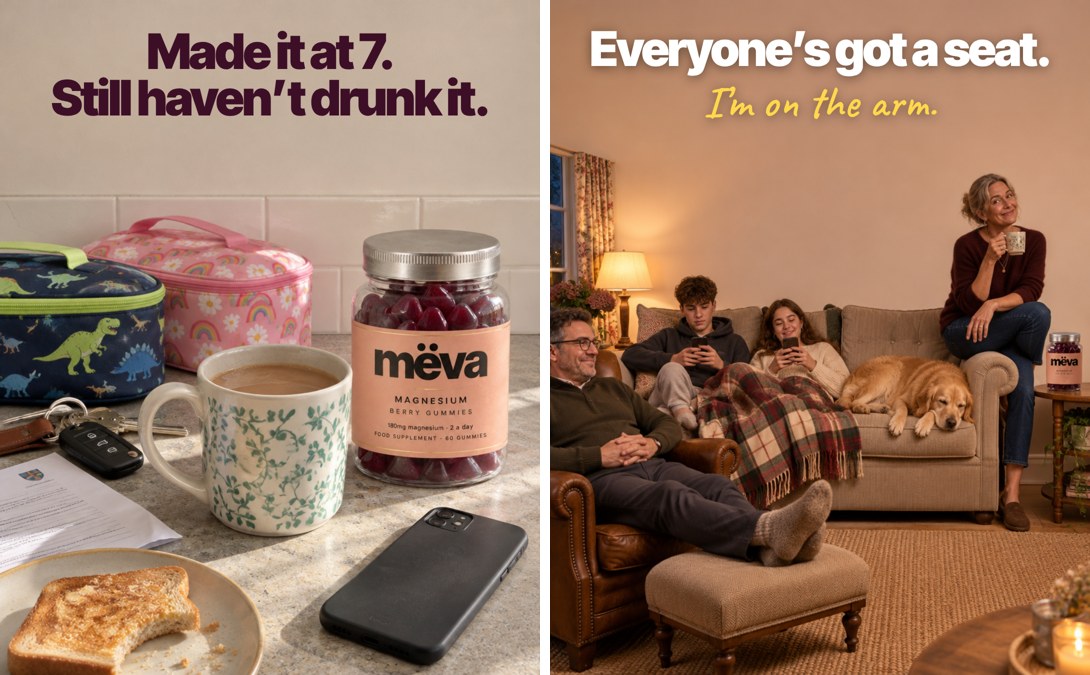 Made it at 7.
Still haven't drunk it.
mëva
MAGNESIUM
BERRY GUMMIES
180mg magnesium · 2 a day
FOOD SUPPLEMENT · 60 GUMMIES
Everyone's got a seat.
I'm on the arm.
mëva